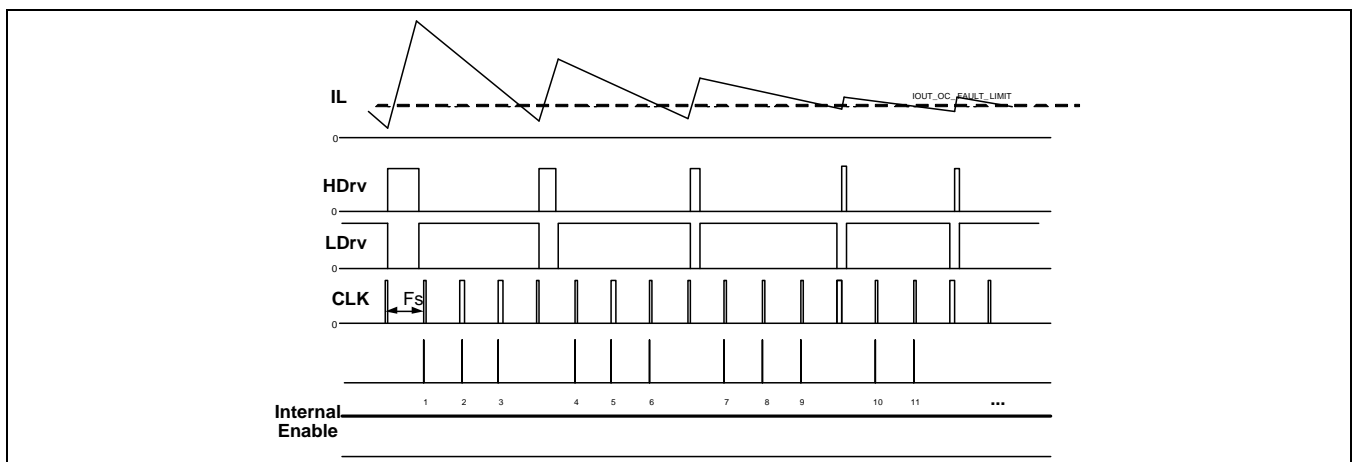 IL
IOUT_OC_FAULT_LIMIT
0
HDrv
0
LDrv
0
CLK
Fs
0
1 2 3 4 5 6 7 8 9 10 11 ...
Internal
Enable